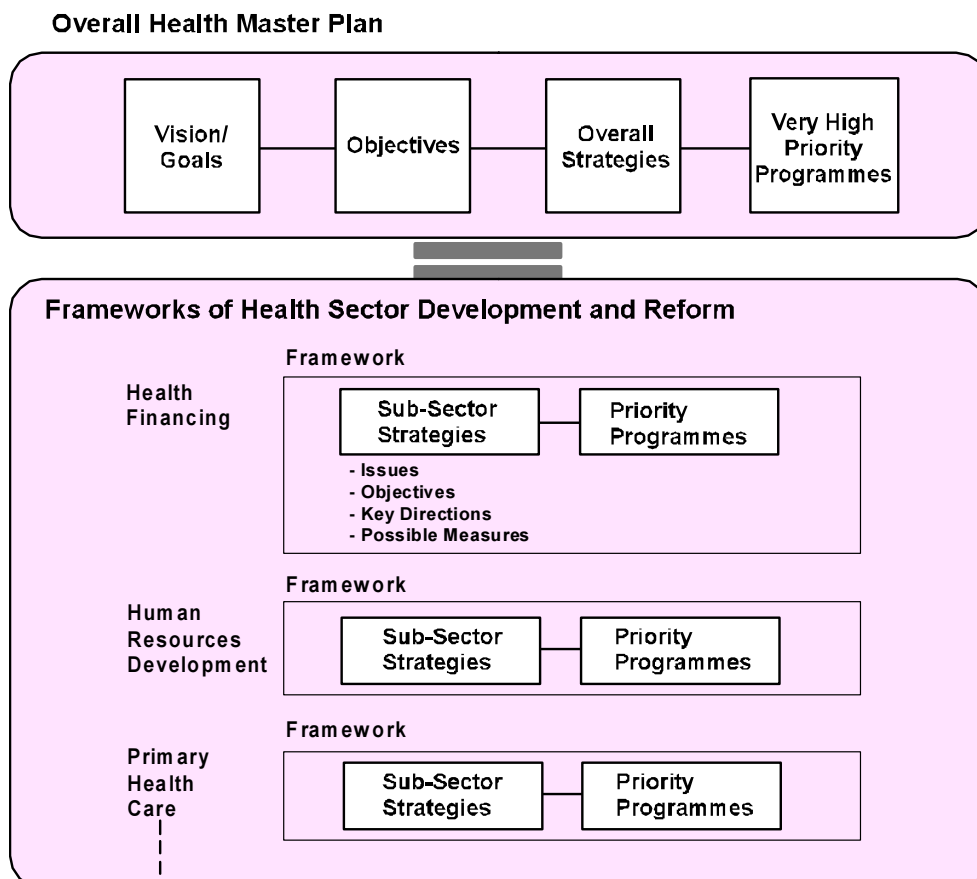 Overall Health Master Plan
Vision/
Goals
Objectives
Overall
Strategies
Very High
Priority
Programmes
Frameworks of Health Sector Development and Reform
Health
Financing
Framework
Sub-Sector
Strategies
Priority
Programmes
- Issues
- Objectives
- Key Directions
- Possible Measures
Human
Resources
Development
Framework
Sub-Sector
Strategies
Priority
Programmes
Primary
Health
Care
Framework
Sub-Sector
Strategies
Priority
Programmes